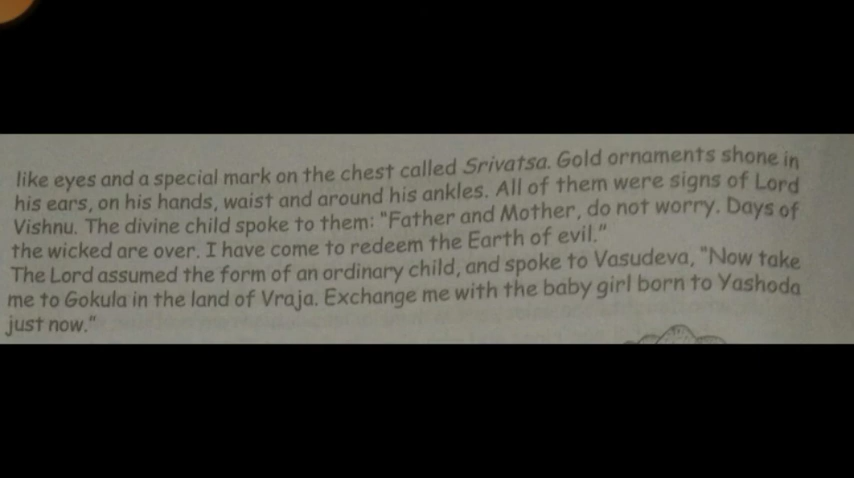 like eyes and a special mark on the chest called Srivatsa. Gold ornaments shone in
his ears, on his hands, waist and around his ankles. All of them were signs of Lord
Vishnu. The divine child spoke to them: "Father and Mother, do not worry. Days of
the wicked are over. I have come to redeem the Earth of evil."
The Lord assumed the form of an ordinary child, and spoke to Vasudeva, "Now take
me to Gokula in the land of Vraja. Exchange me with the baby girl born to Yashoda
just now."